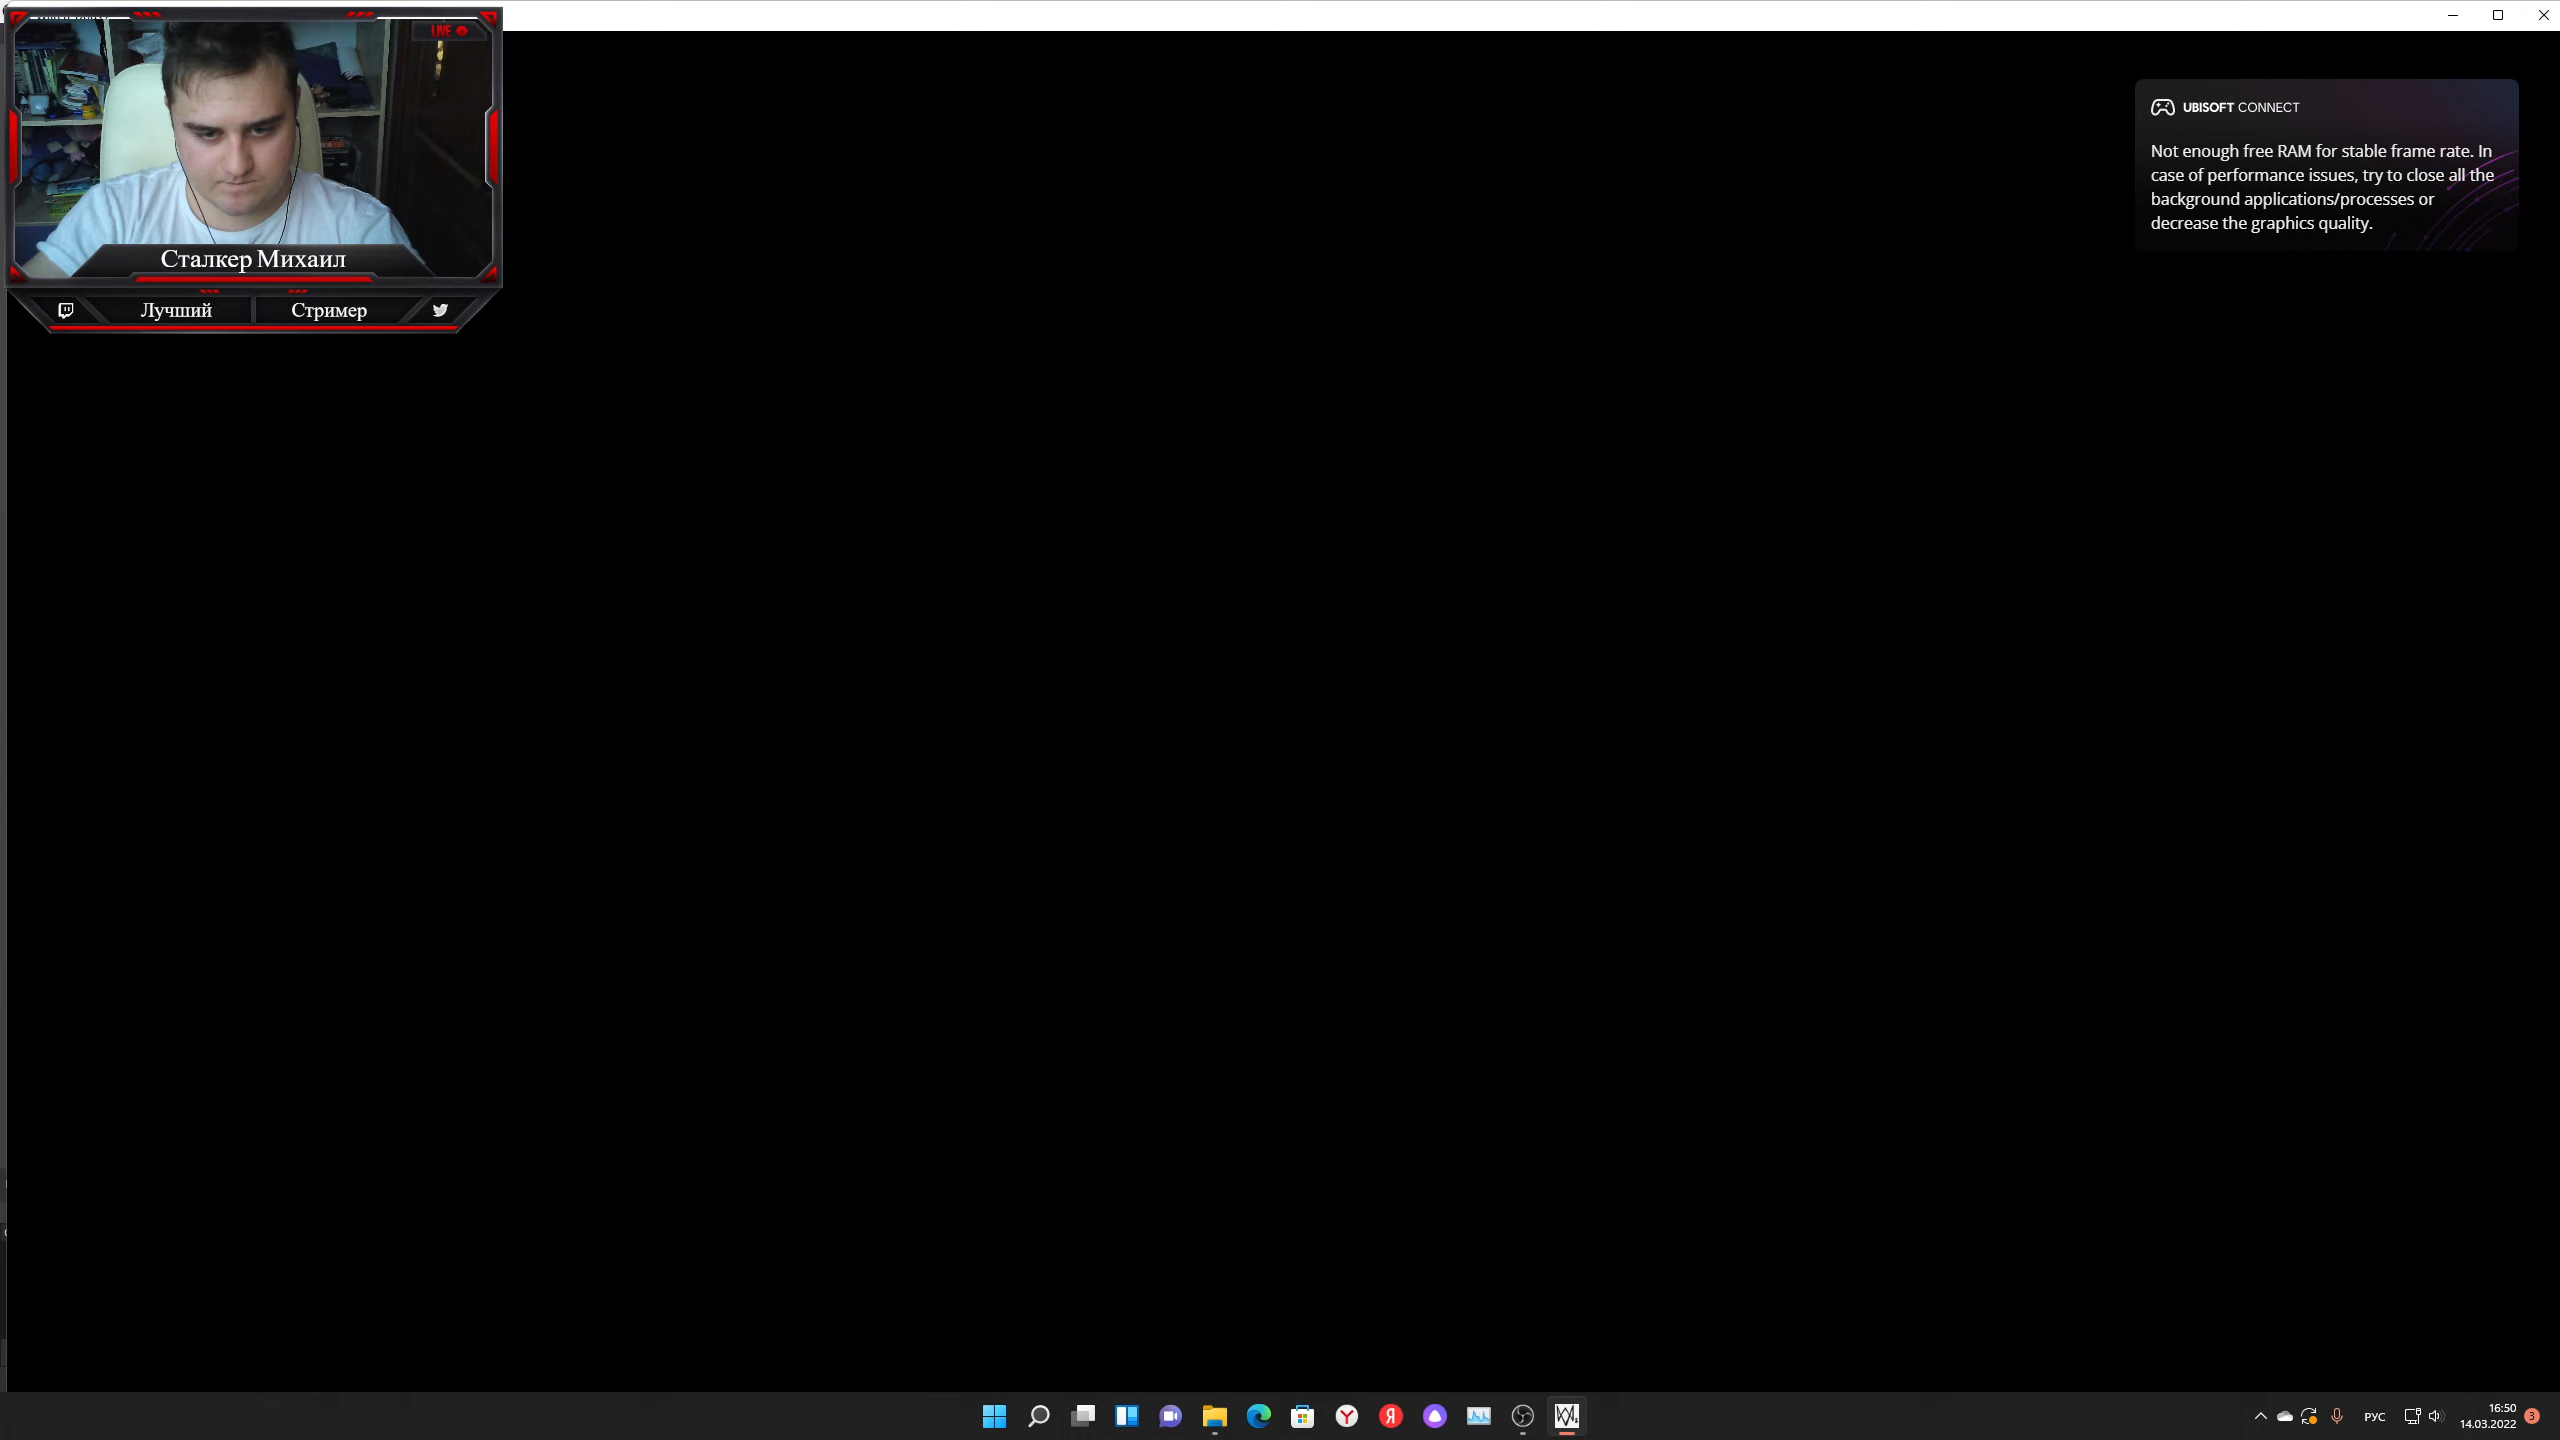 LIVE
Сталкер Михаил
Лучший
Стример
UBISOFT CONNECT
Not enough free RAM for stable frame rate. In
case of performance issues, try to close all the
background applications/processes or
decrease the graphics quality.
РУС
16:50
14.03.2022
3